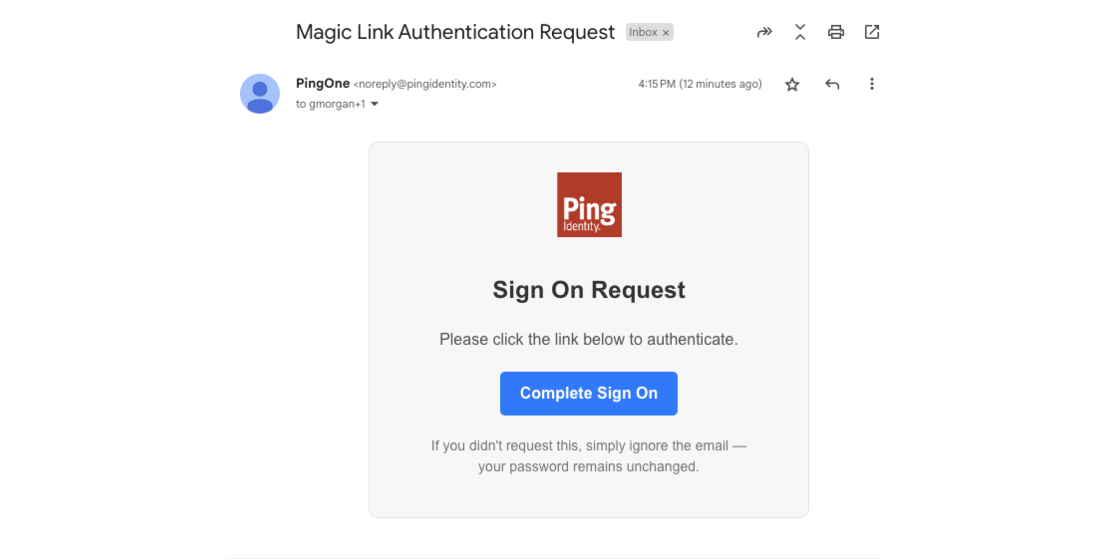 Magic Link Authentication Request Inbox ×
PingOne <noreply@pingidentity.com> 4:15 PM (12 minutes ago)
to gmorgan+1
Ping
Identity.
Sign On Request
Please click the link below to authenticate.
Complete Sign On
If you didn't request this, simply ignore the email —
your password remains unchanged.